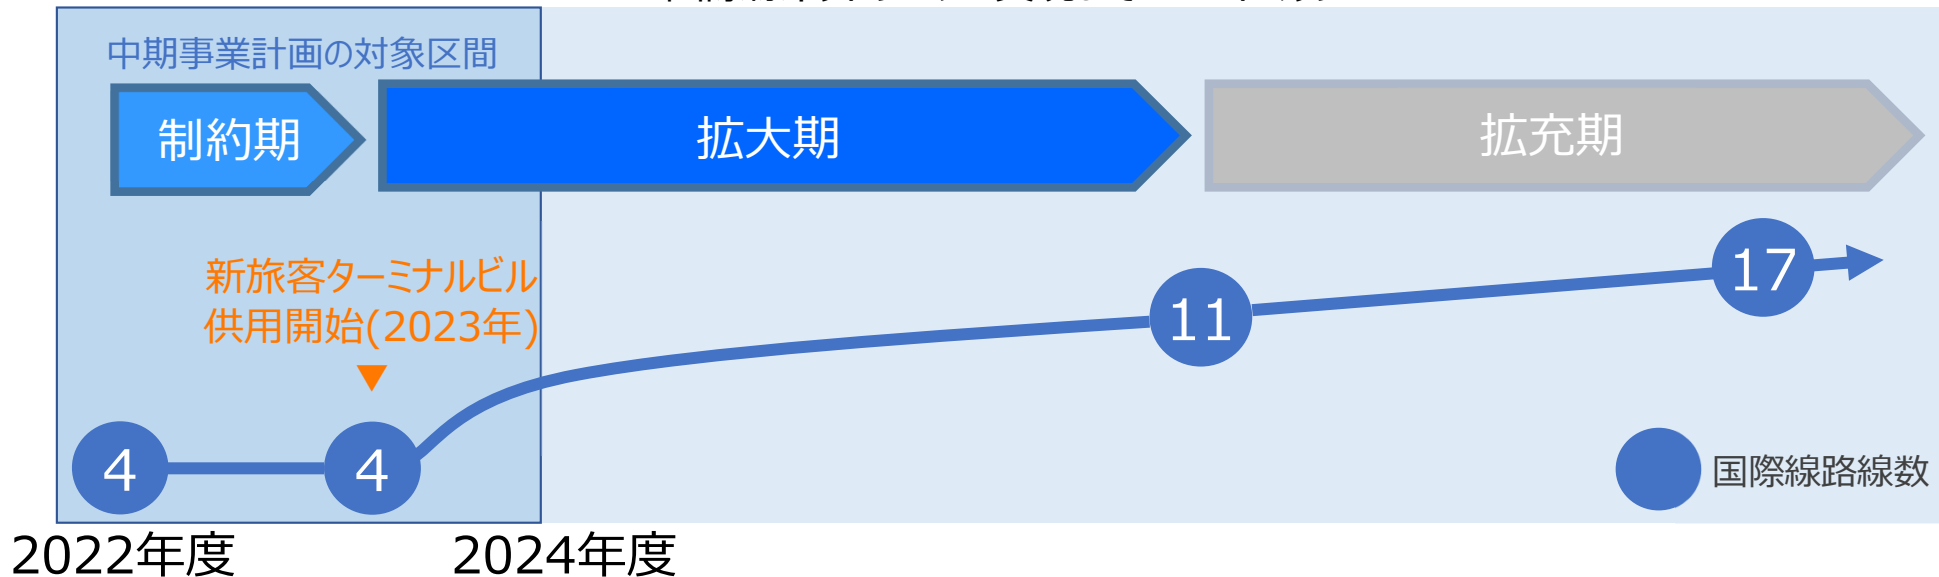 中期事業計画の対象区間
制約期
拡大期
拡充期
新旅客ターミナルビル
供用開始(2023年)
17
11
4
4
国際線路線数
2022年度
2024年度